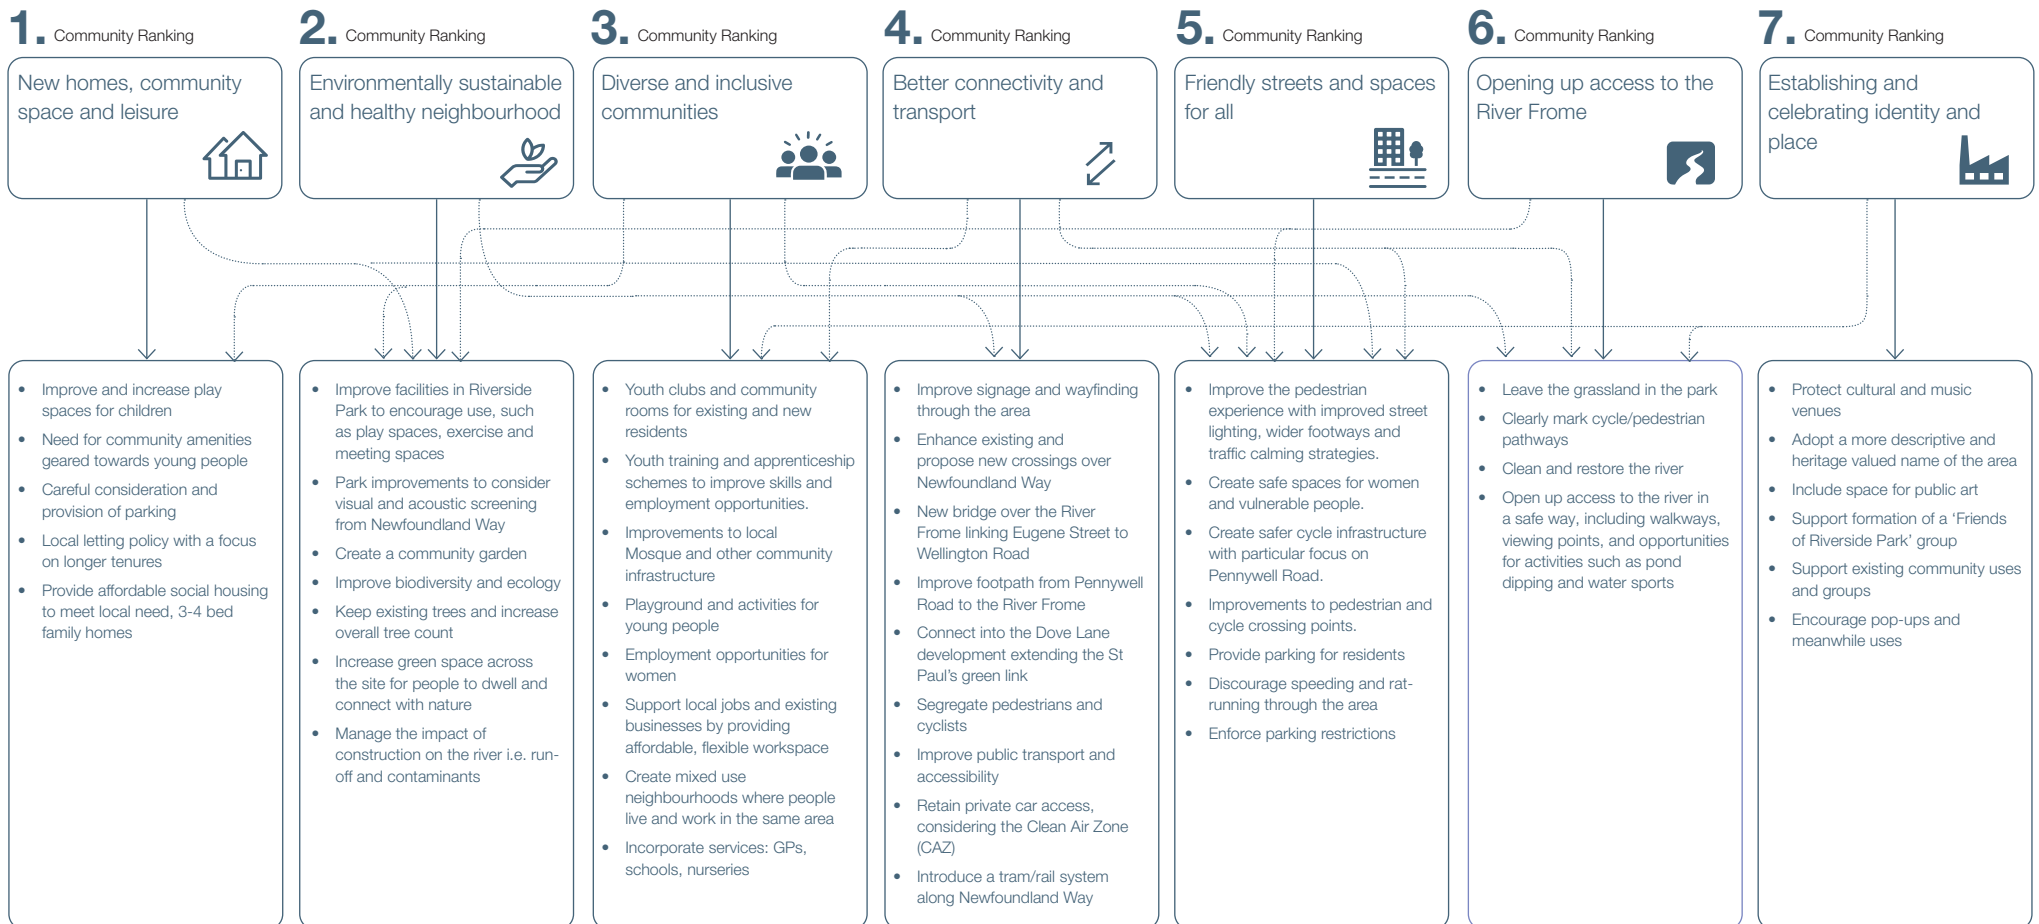 1. Community Ranking
New homes, community
space and leisure
2. Community Ranking
Environmentally sustainable
and healthy neighbourhood
3. Community Ranking
Diverse and inclusive
communities
4. Community Ranking
Better connectivity and
transport
5. Community Ranking
Friendly streets and spaces
for all
6. Community Ranking
Opening up access to the
River Frome
7. Community Ranking
Establishing and
celebrating identity and
place
• Improve and increase play
spaces for children
• Need for community amenities
geared towards young people
• Careful consideration and
provision of parking
• Local letting policy with a focus
on longer tenures
• Provide affordable social housing
to meet local need, 3-4 bed
family homes
• Improve facilities in Riverside
Park to encourage use, such
as play spaces, exercise and
meeting spaces
• Park improvements to consider
visual and acoustic screening
from Newfoundland Way
• Create a community garden
• Improve biodiversity and ecology
• Keep existing trees and increase
overall tree count
• Increase green space across
the site for people to dwell and
connect with nature
• Manage the impact of
construction on the river i.e. run-
off and contaminants
• Youth clubs and community
rooms for existing and new
residents
• Youth training and apprenticeship
schemes to improve skills and
employment opportunities.
• Improvements to local
Mosque and other community
infrastructure
• Playground and activities for
young people
• Employment opportunities for
women
• Support local jobs and existing
businesses by providing
affordable, flexible workspace
• Create mixed use
neighbourhoods where people
live and work in the same area
• Incorporate services: GPs,
schools, nurseries
• Improve signage and wayfinding
through the area
• Enhance existing and
propose new crossings over
Newfoundland Way
• New bridge over the River
Frome linking Eugene Street to
Wellington Road
• Improve footpath from Pennywell
Road to the River Frome
• Connect into the Dove Lane
development extending the St
Paul's green link
• Segregate pedestrians and
cyclists
• Improve public transport and
accessibility
• Retain private car access,
considering the Clean Air Zone
(CAZ)
• Introduce a tram/rail system
along Newfoundland Way
• Improve the pedestrian
experience with improved street
lighting, wider footways and
traffic calming strategies.
• Create safe spaces for women
and vulnerable people.
• Create safer cycle infrastructure
with particular focus on
Pennywell Road.
• Improvements to pedestrian and
cycle crossing points.
• Provide parking for residents
• Discourage speeding and rat-
running through the area
• Enforce parking restrictions
• Leave the grassland in the park
• Clearly mark cycle/pedestrian
pathways
• Clean and restore the river
• Open up access to the river in
a safe way, including walkways,
viewing points, and opportunities
for activities such as pond
dipping and water sports
• Protect cultural and music
venues
• Adopt a more descriptive and
heritage valued name of the area
• Include space for public art
• Support formation of a ‘Friends
of Riverside Park’ group
• Support existing community uses
and groups
• Encourage pop-ups and
meanwhile uses